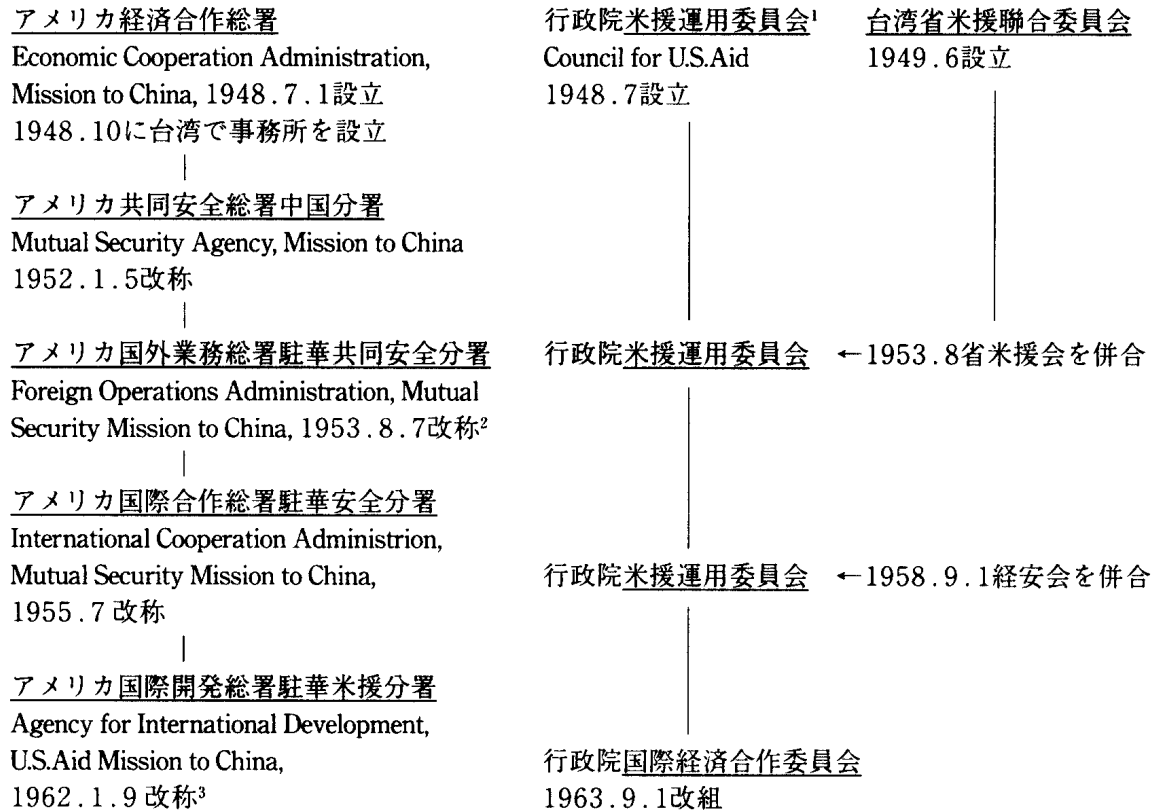 アメリカ経済合作総署
Economic Cooperation Administration,
Mission to China, 1948.7.1設立
1948.10に台湾で事務所を設立
アメリカ共同安全総署中国分署
Mutual Security Agency, Mission to China
1952.1.5改称
アメリカ国外業務総署駐華共同安全分署
Foreign Operations Administration, Mutual
Security Mission to China, 1953.8.7改称²
アメリカ国際合作総署駐華安全分署
International Cooperation Administrion,
Mutual Security Mission to China,
1955.7改称
アメリカ国際開発総署駐華米援分署
Agency for International Development,
U.S.Aid Mission to China,
1962.1.9改称³
行政院米援運用委員会¹
Council for U.S.Aid
1948.7設立
行政院米援運用委員会
行政院米援運用委員会
行政院国際経済合作委員会
1963.9.1改組
台湾省米援聯合委員会
1949.6設立
←1953.8省米援会を併合
←1958.9.1経安会を併合